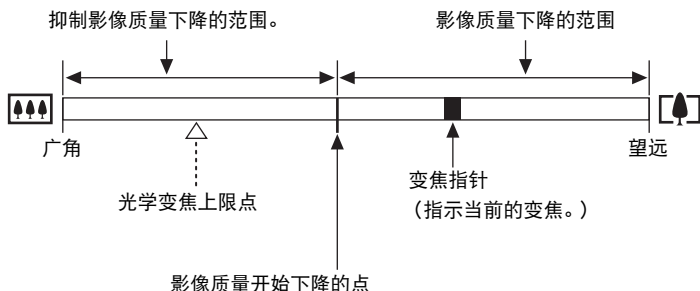 抑制影像质量下降的范围。
影像质量下降的范围
广角
望远
光学变焦上限点
变焦指针
（指示当前的变焦。）
影像质量开始下降的点